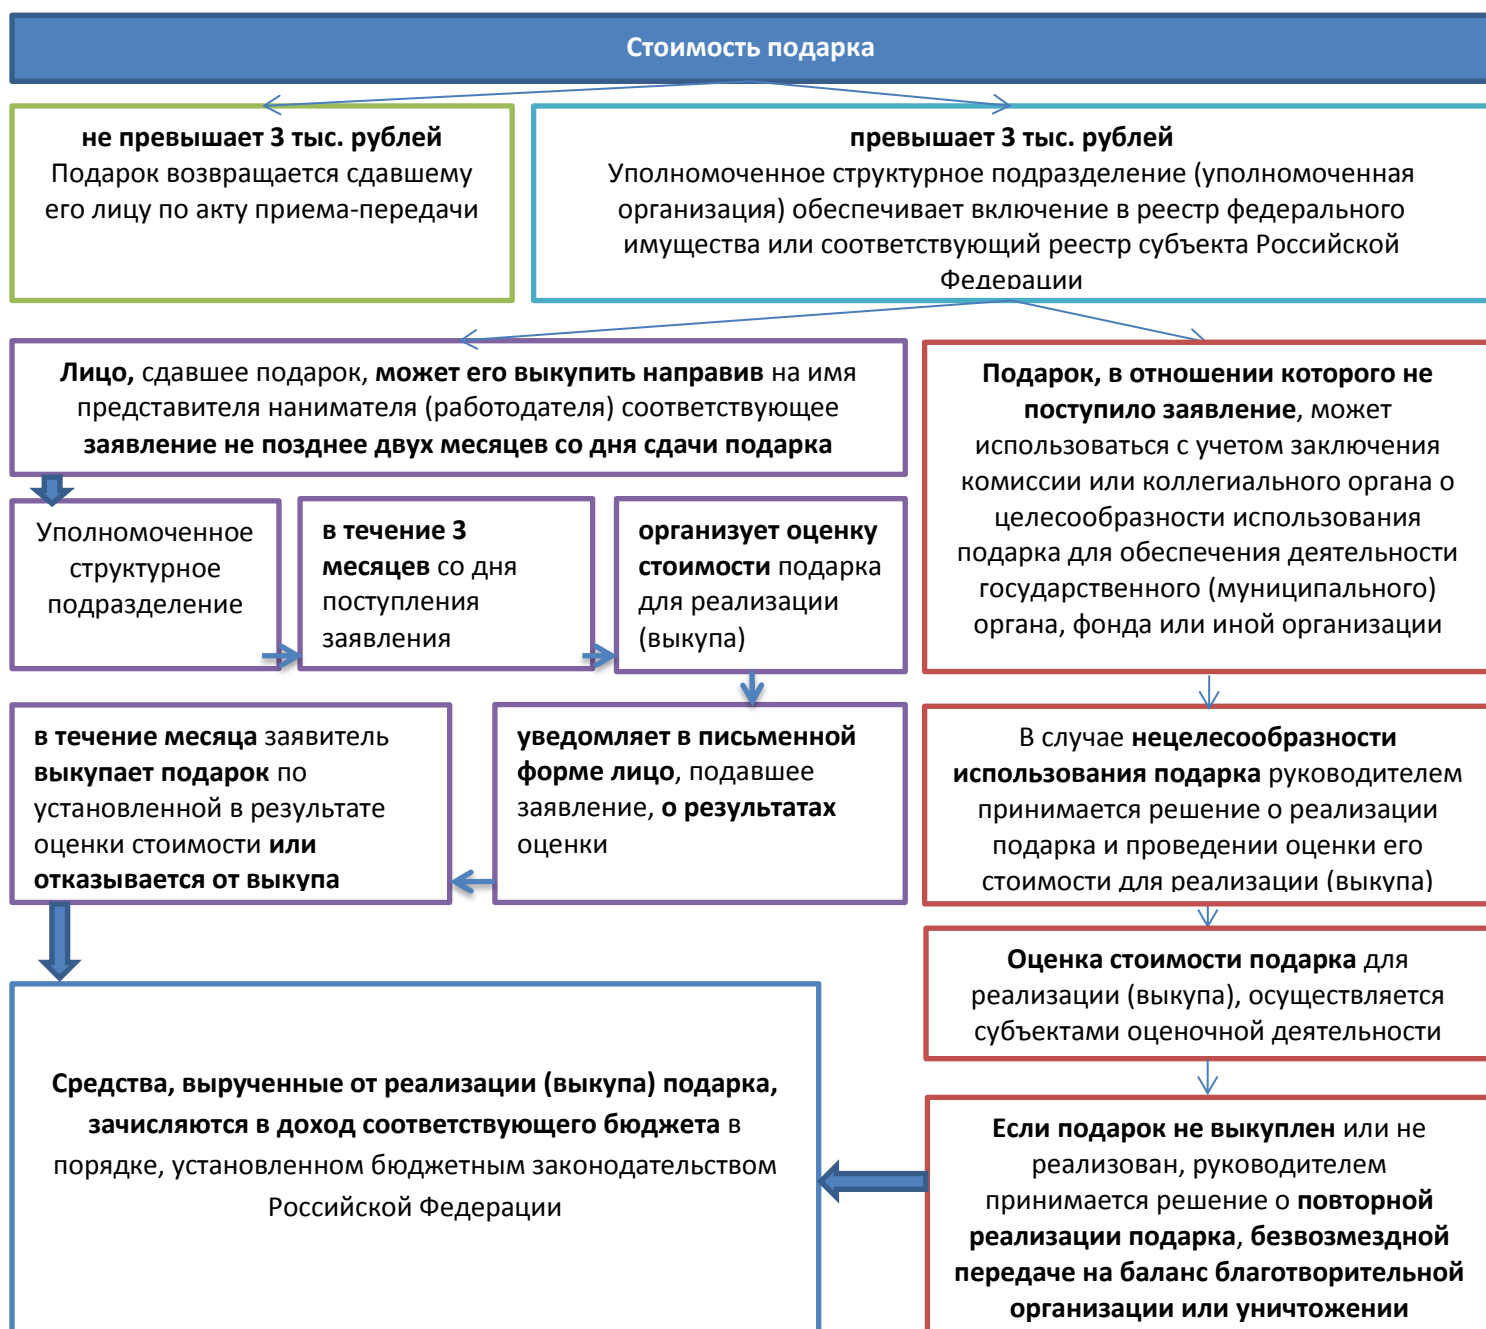 Стоимость подарка
не превышает 3 тыс. рублей
Подарок возвращается сдавшему
его лицу по акту приема-передачи
превышает 3 тыс. рублей
Уполномоченное структурное подразделение (уполномоченная
организация) обеспечивает включение в реестр федерального
имущества или соответствующий реестр субъекта Российской
Федерации
Лицо, сдавшее подарок, может его выкупить направив на имя
представителя нанимателя (работодателя) соответствующее
заявление не позднее двух месяцев со дня сдачи подарка
Подарок, в отношении которого не
поступило заявление, может
использоваться с учетом заключения
комиссии или коллегиального органа о
целесообразности использования
подарка для обеспечения деятельности
государственного (муниципального)
органа, фонда или иной организации
Уполномоченное
структурное
подразделение
в течение 3
месяцев со дня
поступления
заявления
организует оценку
стоимости подарка
для реализации
(выкупа)
в течение месяца заявитель
выкупает подарок по
установленной в результате
оценки стоимости или
отказывается от выкупа
уведомляет в письменной
форме лицо, подавшее
заявление, о результатах
оценки
В случае нецелесообразности
использования подарка руководителем
принимается решение о реализации
подарка и проведении оценки его
стоимости для реализации (выкупа)
Оценка стоимости подарка для
реализации (выкупа), осуществляется
субъектами оценочной деятельности
Средства, вырученные от реализации (выкупа) подарка,
зачисляются в доход соответствующего бюджета в
порядке, установленном бюджетным законодательством
Российской Федерации
Если подарок не выкуплен или не
реализован, руководителем
принимается решение о повторной
реализации подарка, безвозмездной
передаче на баланс благотворительной
организации или уничтожении